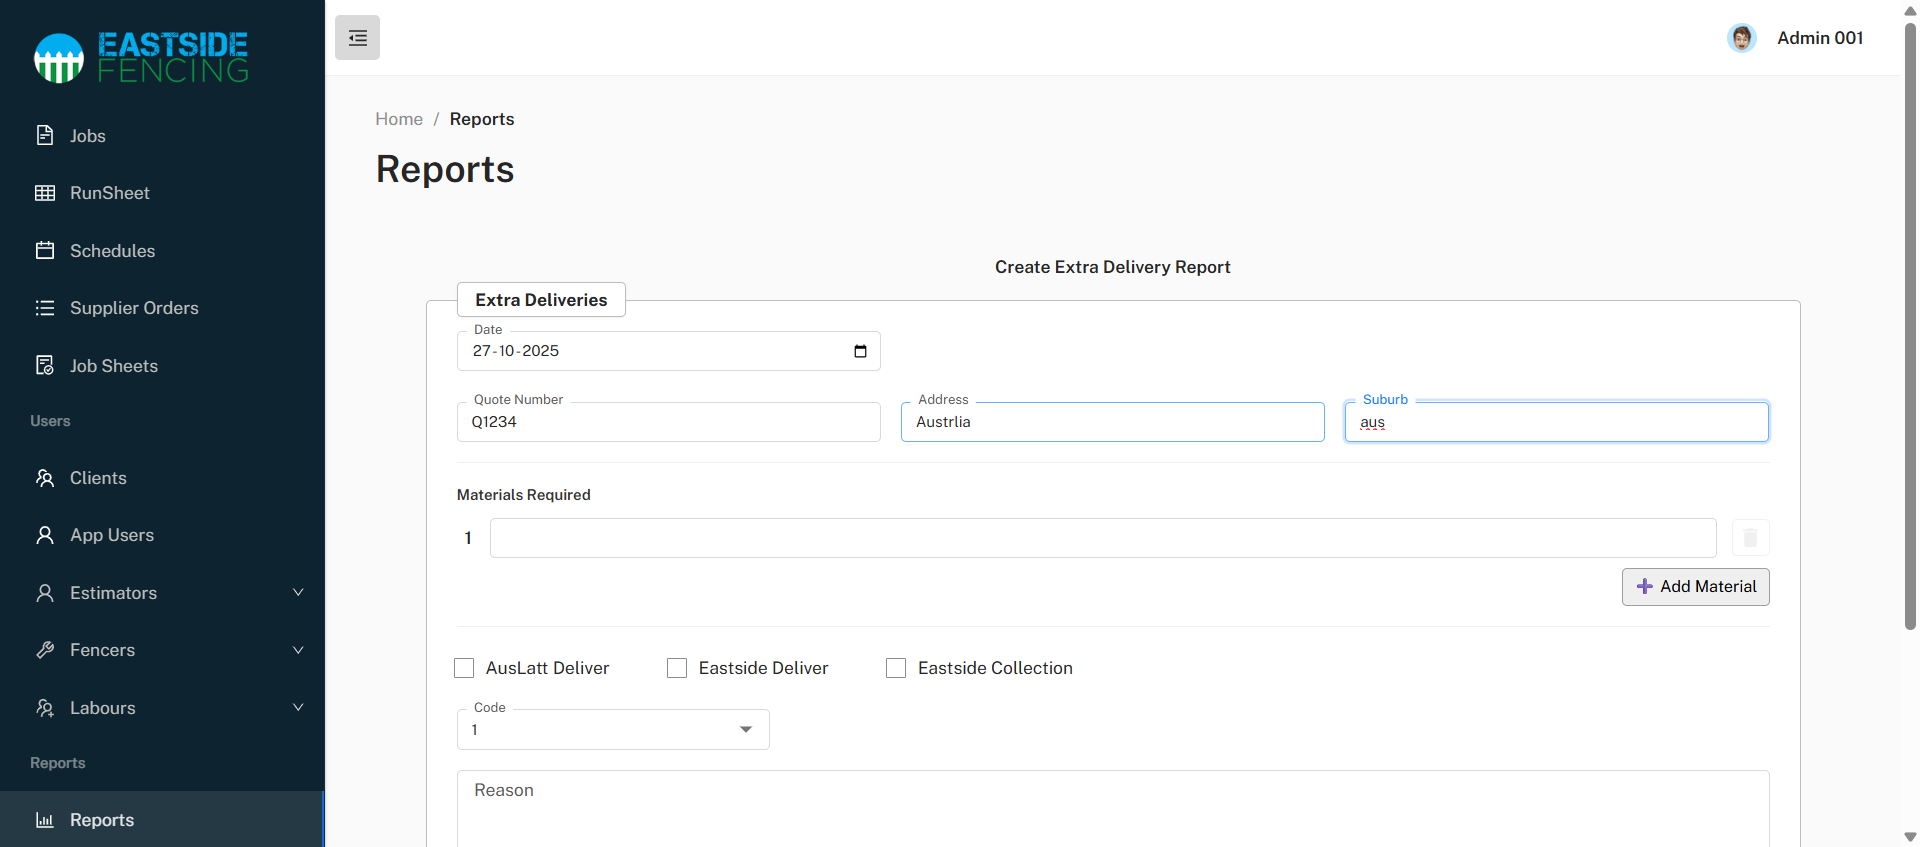 EASTSIDE
FENCING
Jobs
RunSheet
Schedules
Supplier Orders
Job Sheets
Users
Clients
App Users
Estimators
Fencers
Labours
Reports
Reports
Admin 001
Home / Reports
Reports
Create Extra Delivery Report
Extra Deliveries
Date
27-10-2025
Quote Number
Q1234
Address
Austrlia
Suburb
aus
Materials Required
1
Add Material
AusLatt Deliver
Eastside Deliver
Eastside Collection
Code
1
Reason